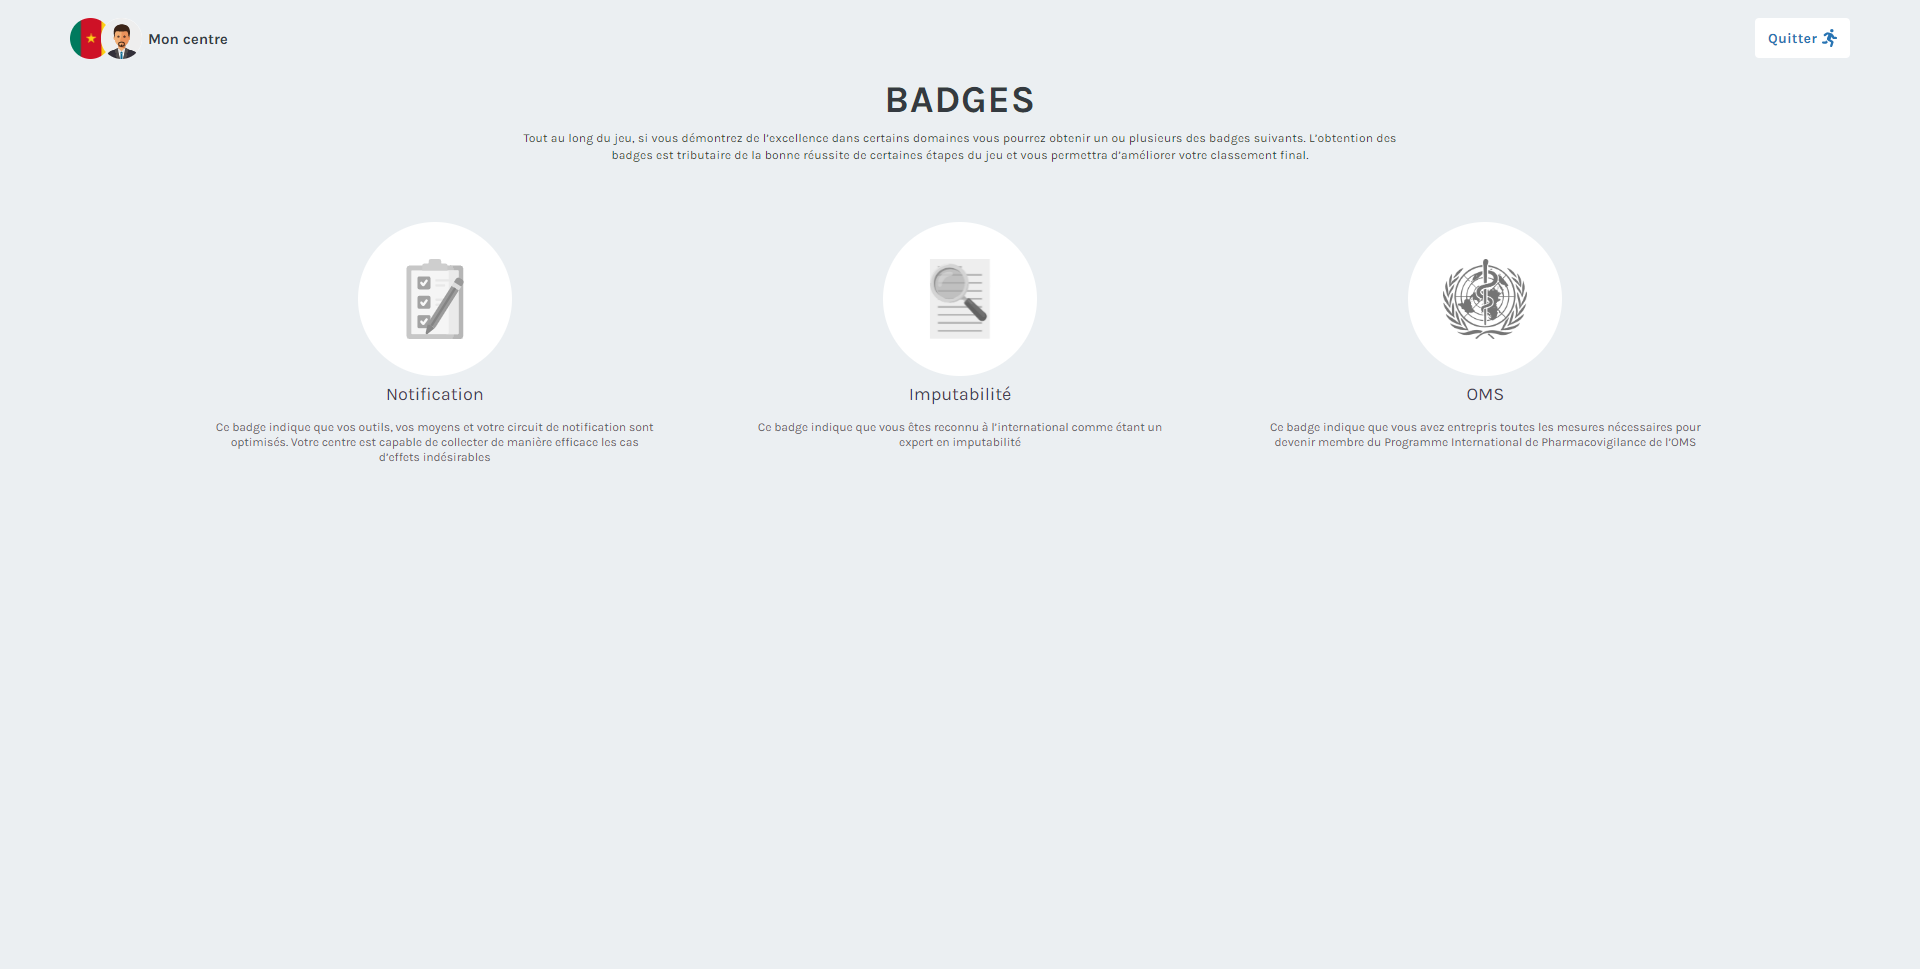 Mon centre
Quitter
BADGES
Tout au long du jeu, si vous démontrez de l'excellence dans certains domaines vous pourrez obtenir un ou plusieurs des badges suivants. L'obtention des
badges est tributaire de la bonne réussite de certaines étapes du jeu et vous permettra d'améliorer votre classement final.
Notification
Ce badge indique que vos outils, vos moyens et votre circuit de notification sont
optimisés. Votre centre est capable de collecter de manière efficace les cas
d'effets indésirables
Imputabilité
Ce badge indique que vous êtes reconnu à l'international comme étant un
expert en imputabilité
OMS
Ce badge indique que vous avez entrepris toutes les mesures nécessaires pour
devenir membre du Programme International de Pharmacovigilance de l'OMS